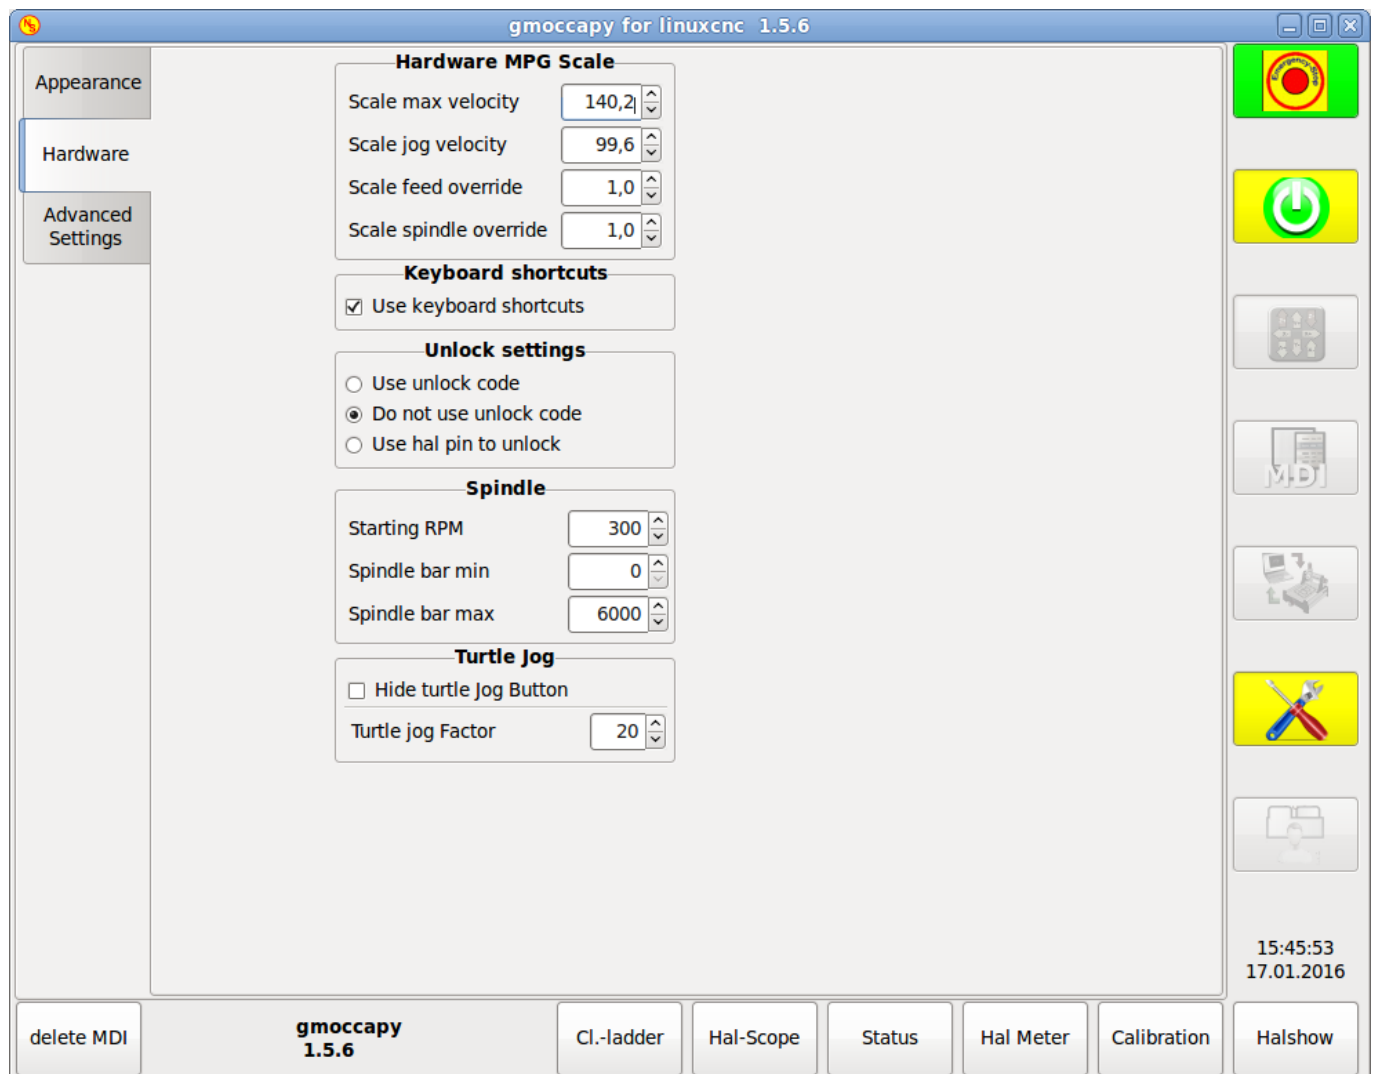 gmoccapy for linuxcnc 1.5.6
Appearance
Hardware
Advanced
Settings
Hardware MPG Scale
Scale max velocity 140,2
Scale jog velocity 99,6
Scale feed override 1,0
Scale spindle override 1,0
Keyboard shortcuts
Use keyboard shortcuts
Unlock settings
Use unlock code
Do not use unlock code
Use hal pin to unlock
Spindle
Starting RPM 300
Spindle bar min 0
Spindle bar max 6000
Turtle Jog
Hide turtle Jog Button
Turtle jog Factor 20
Emergency-Stop
MDI
15:45:53
17.01.2016
delete MDI
gmoccapy
1.5.6
Cl.-ladder
Hal-Scope
Status
Hal Meter
Calibration
Halshow